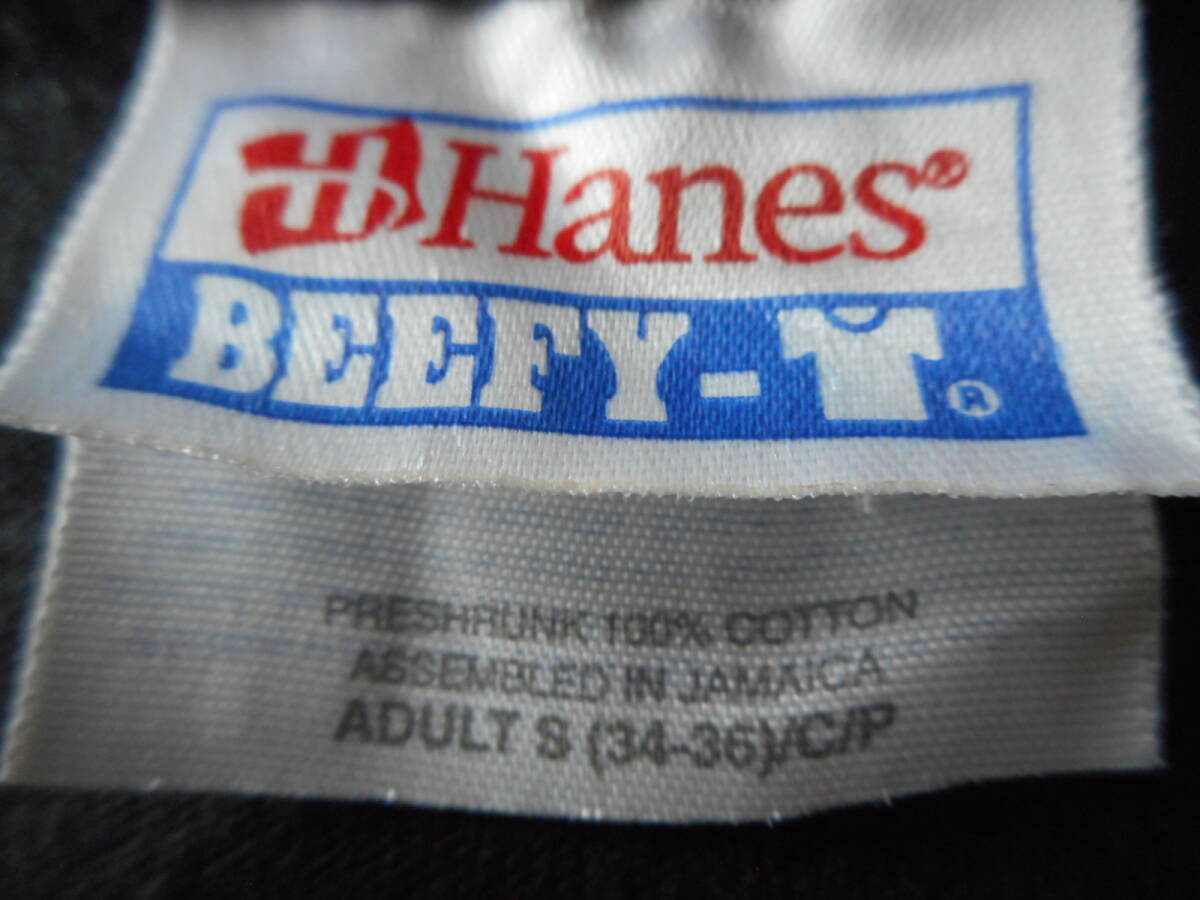 H Hanes®
BEEFY-T®
PRESHRUNK 100% COTTON
ASSEMBLED IN JAMAICA
ADULT S (34-36)/C/P